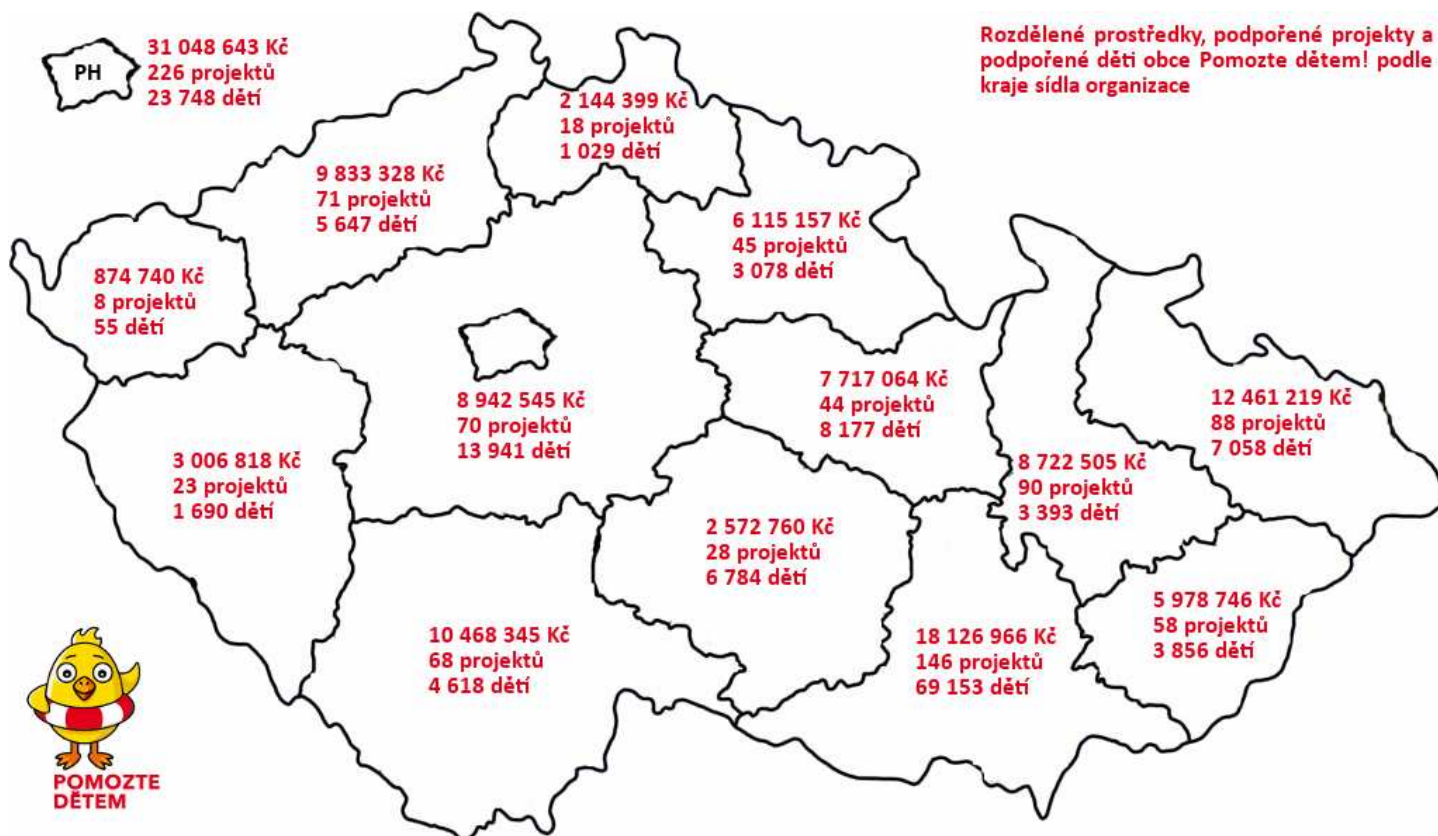 31 048 643 Kč
PH
226 projektů
23 748 dětí
Rozdělené prostředky, podpořené projekty a
podpořené děti obce Pomozte dětem! podle
kraje sídla organizace
2 144 399 Kč
18 projektů
1 029 dětí
9 833 328 Kč
71 projektů
5 647 dětí
6 115 157 Kč
45 projektů
3 078 dětí
874 740 Kč
8 projektů
55 dětí
7 717 064 Kč
44 projektů
8 177 dětí
12 461 219 Kč
88 projektů
7 058 dětí
8 942 545 Kč
70 projektů
13 941 dětí
3 006 818 Kč
23 projektů
1 690 dětí
8 722 505 Kč
90 projektů
3 393 dětí
2 572 760 Kč
28 projektů
6 784 dětí
5 978 746 Kč
58 projektů
3 856 dětí
10 468 345 Kč
68 projektů
4 618 dětí
18 126 966 Kč
146 projektů
69 153 dětí
POMOZTE
DĚTEM